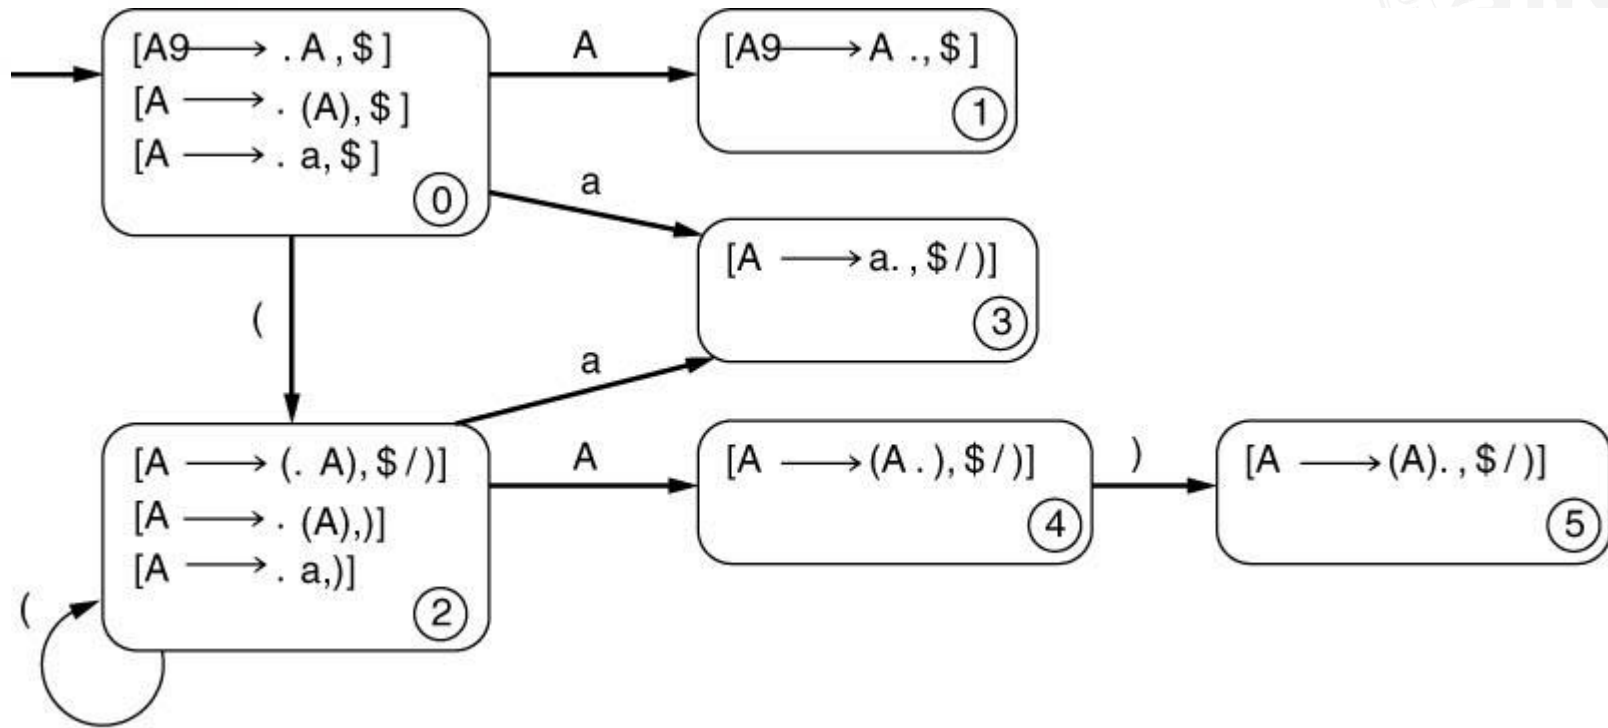 [A9 → . A , $ ]
[A → . (A), $ ]
[A → . a, $ ]
0
A
[A9 → A ., $ ]
1
a
[A → a. , $ / )]
3
(
a
[A → (. A), $ / )]
[A → . (A),)]
[A → . a,)]
2
(
A
[A → (A . ), $ / )]
4
)
[A → (A). , $ / )]
5